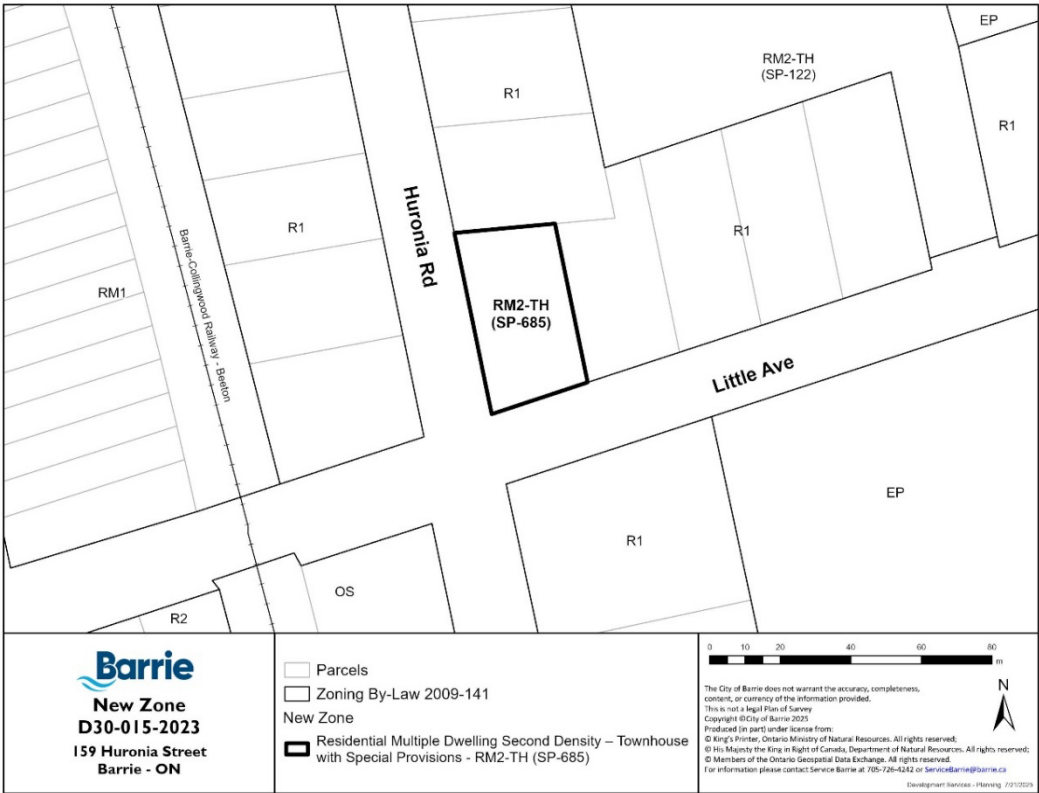 EP
RM2-TH
(SP-122)
R1
R1
Huronia Rd
R1
R1
Barrie-Collingwood Railway - Beeton
RM1
RM2-TH
(SP-685)
Little Ave
EP
R1
OS
R2
Barrie
New Zone
D30-015-2023
159 Huronia Street
Barrie - ON
Parcels
Zoning By-Law 2009-141
New Zone
Residential Multiple Dwelling Second Density – Townhouse
with Special Provisions - RM2-TH (SP-685)
0 10 20 40 60 80
m
The City of Barrie does not warrant the accuracy, completeness,
content, or currency of the information provided.
This is not a legal Plan of Survey
Copyright ©City of Barrie 2025
Produced (in part) under license from:
© King's Printer, Ontario Ministry of Natural Resources. All rights reserved;
© His Majesty the King in Right of Canada, Department of Natural Resources. All rights reserved;
© Members of the Ontario Geospatial Data Exchange. All rights reserved.
For information please contact Service Barrie at 705-726-4242 or ServiceBarrie@barrie.ca
N
Development Services - Planning 7/21/2025